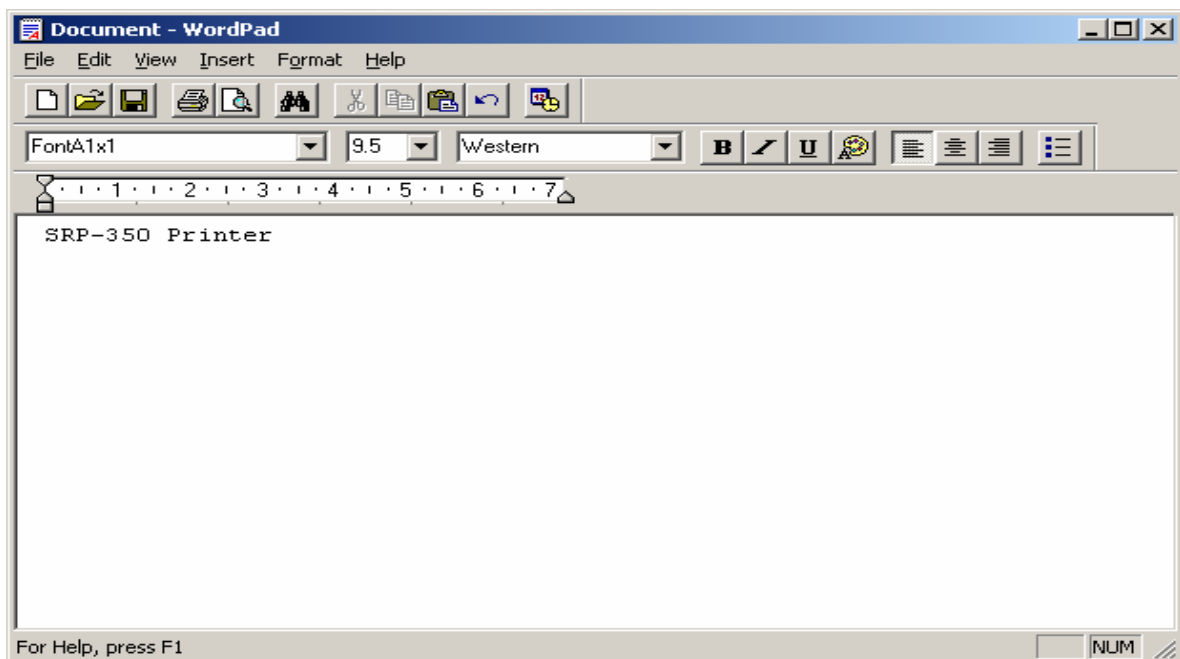 Document - WordPad
File Edit View Insert Format Help
FontA1x1 9.5 Western B I U
1 2 3 4 5 6 7
SRP-350 Printer
For Help, press F1 NUM